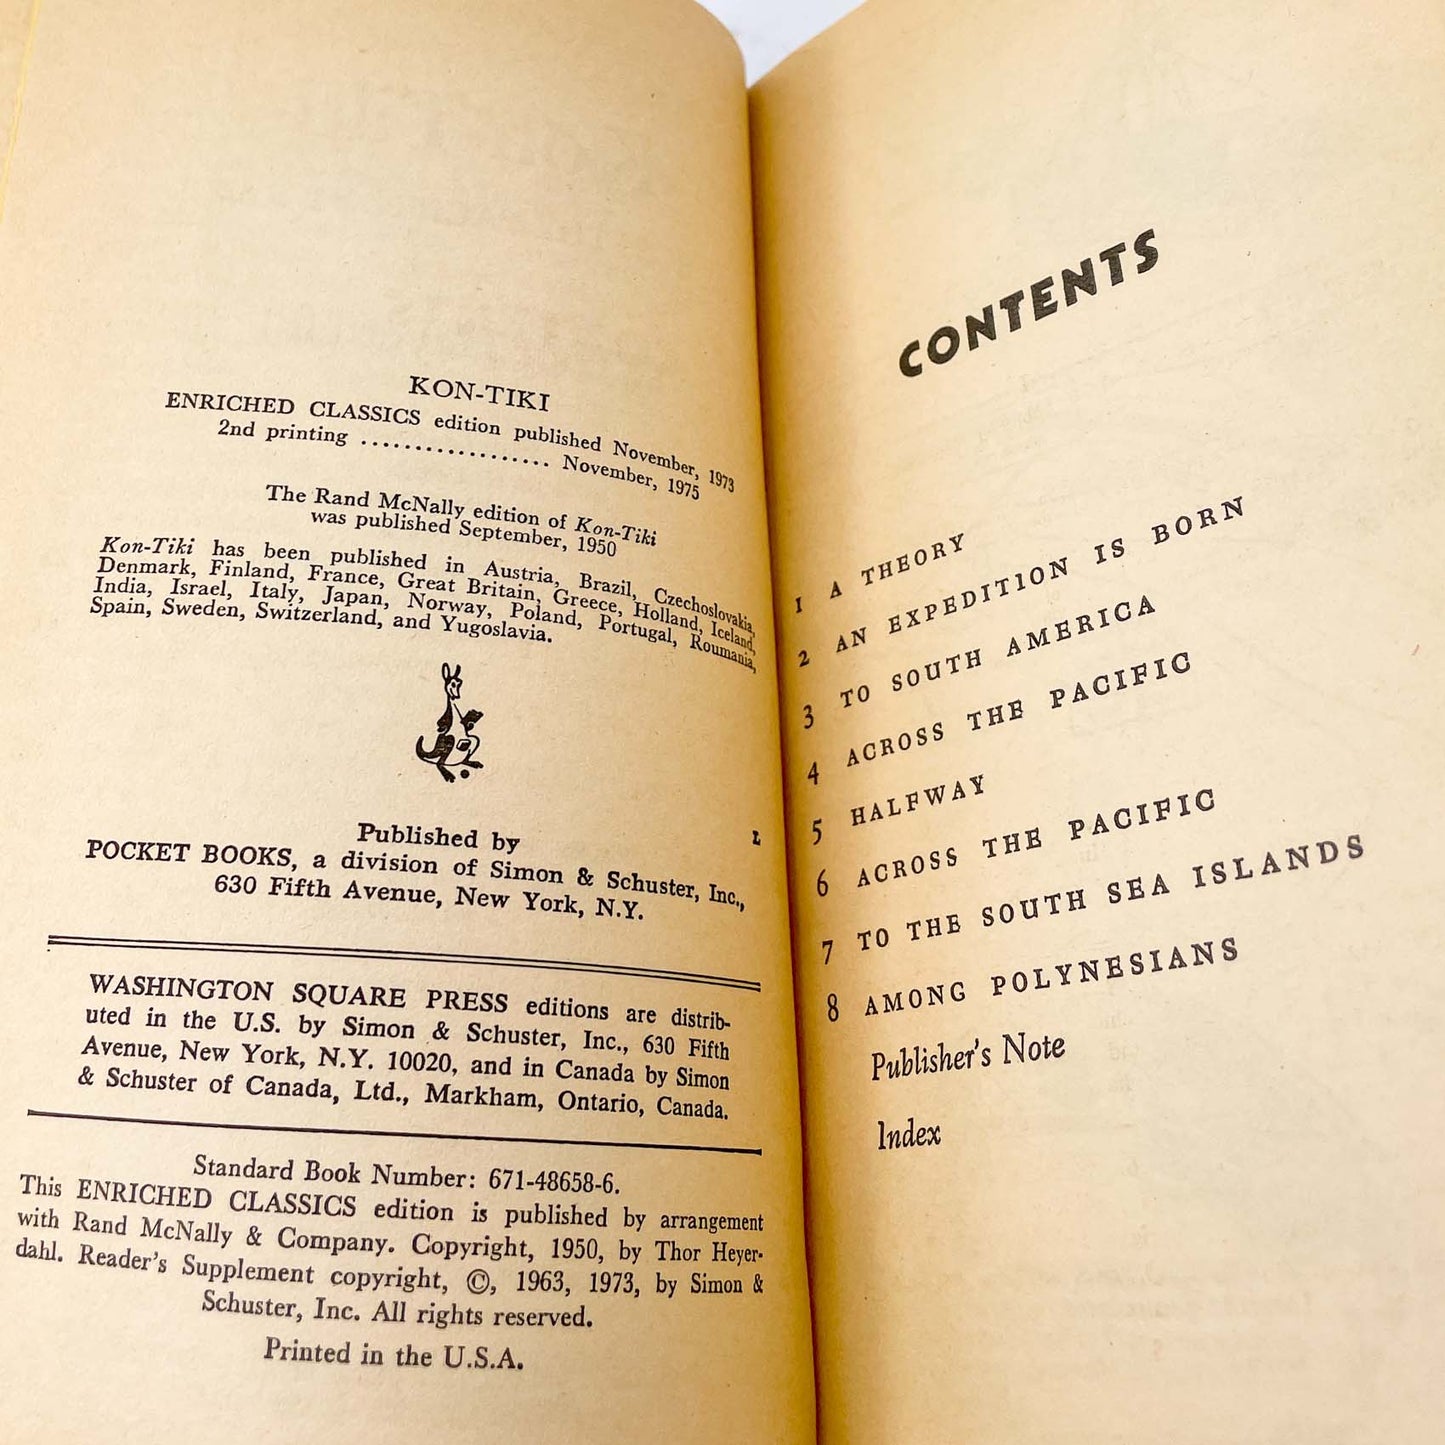 KON-TIKI
ENRICHED CLASSICS edition published November, 1973
2nd printing .................. November, 1975
The Rand McNally edition of Kon-Tiki
was published September, 1950
Kon-Tiki has been published in Austria, Brazil, Czechoslovakia,
Denmark, Finland, France, Great Britain, Greece, Holland, Iceland,
India, Israel, Italy, Japan, Norway, Poland, Portugal, Roumania,
Spain, Sweden, Switzerland, and Yugoslavia.
L
Published by
POCKET BOOKS, a division of Simon & Schuster, Inc.,
630 Fifth Avenue, New York, N.Y.
WASHINGTON SQUARE PRESS editions are distrib-
uted in the U.S. by Simon & Schuster, Inc., 630 Fifth
Avenue, New York, N.Y. 10020, and in Canada by Simon
& Schuster of Canada, Ltd., Markham, Ontario, Canada.
Standard Book Number: 671-48658-6.
This ENRICHED CLASSICS edition is published by arrangement
with Rand McNally & Company. Copyright, 1950, by Thor Heyer-
dahl. Reader's Supplement copyright, ©, 1963, 1973, by Simon &
Schuster, Inc. All rights reserved.
Printed in the U.S.A.
CONTENTS
1 A THEORY
2 AN EXPEDITION IS BORN
3 TO SOUTH AMERICA
4 ACROSS THE PACIFIC
5 HALFWAY
6 ACROSS THE PACIFIC
7 TO THE SOUTH SEA ISLANDS
8 AMONG POLYNESIANS
Publisher's Note
Index